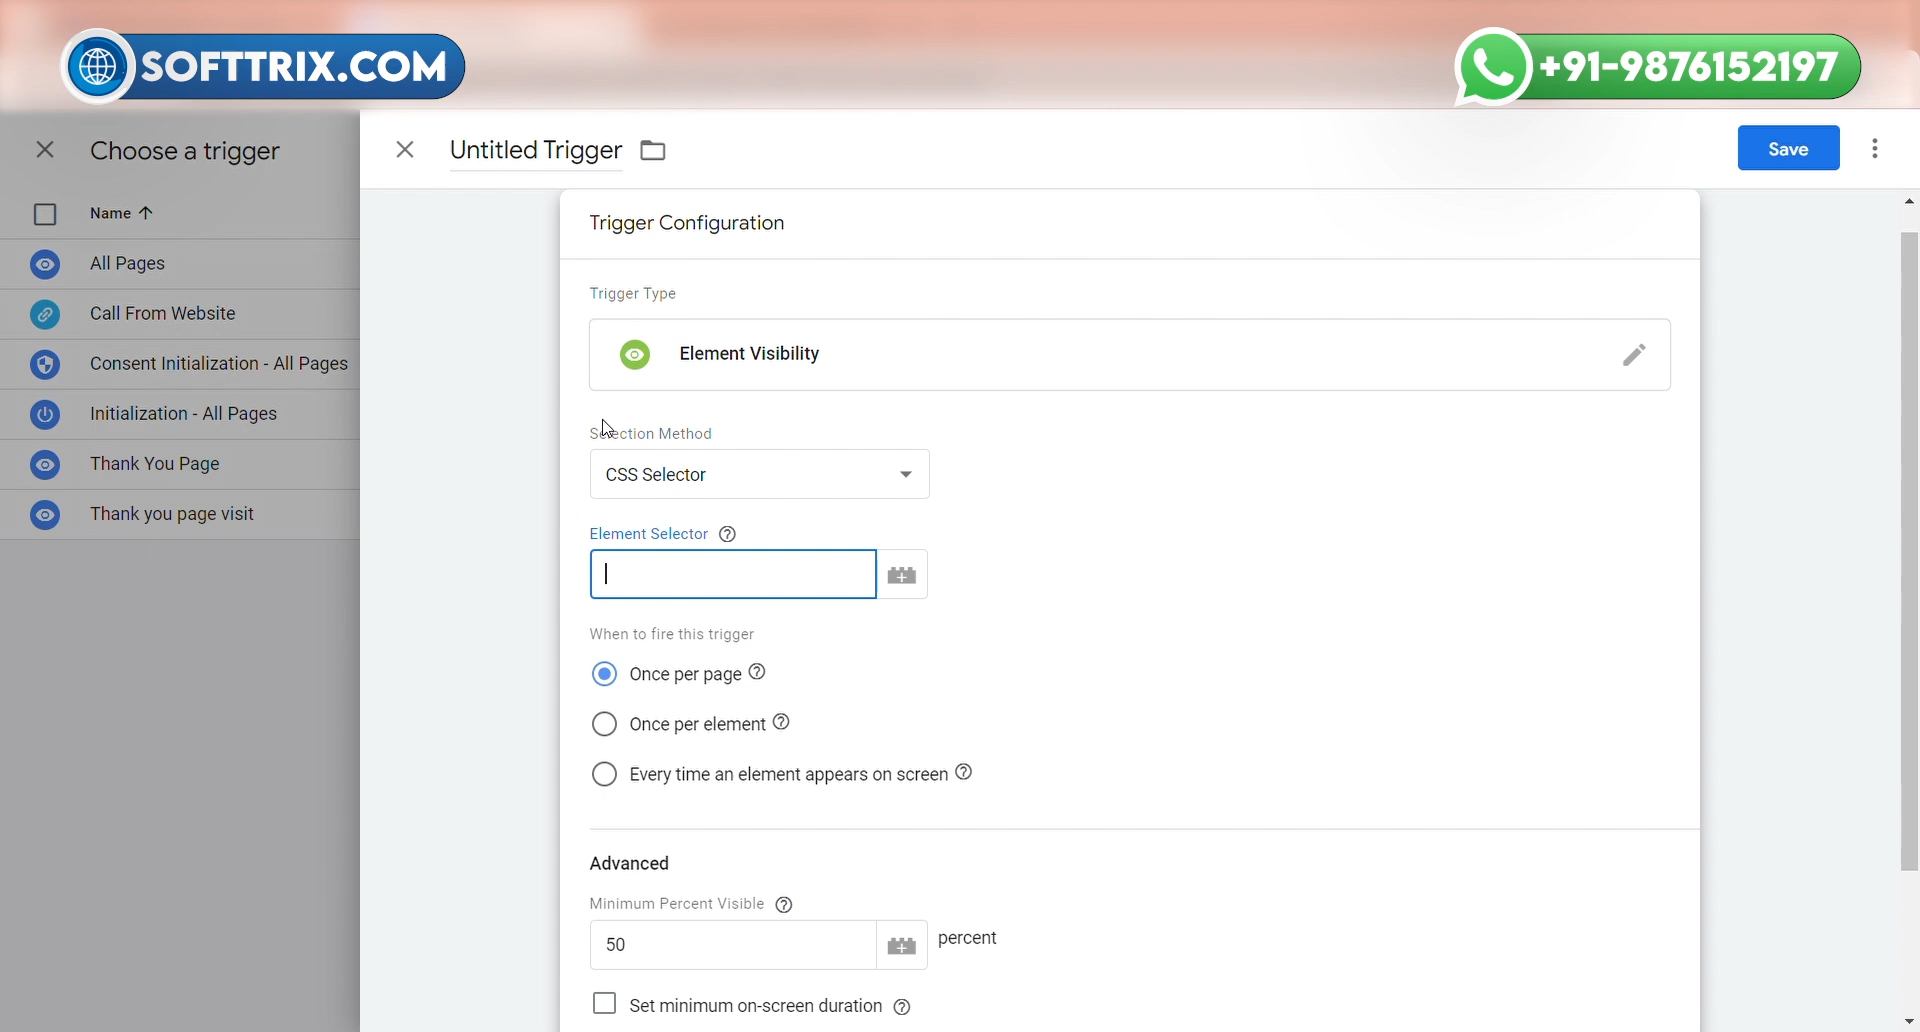 SOFTTRIX.COM
+91-9876152197
Choose a trigger
Name
All Pages
Call From Website
Consent Initialization - All Pages
Initialization - All Pages
Thank You Page
Thank you page visit
Untitled Trigger
Save
Trigger Configuration
Trigger Type
Element Visibility
Selection Method
CSS Selector
Element Selector
When to fire this trigger
Once per page
Once per element
Every time an element appears on screen
Advanced
Minimum Percent Visible
50 percent
Set minimum on-screen duration